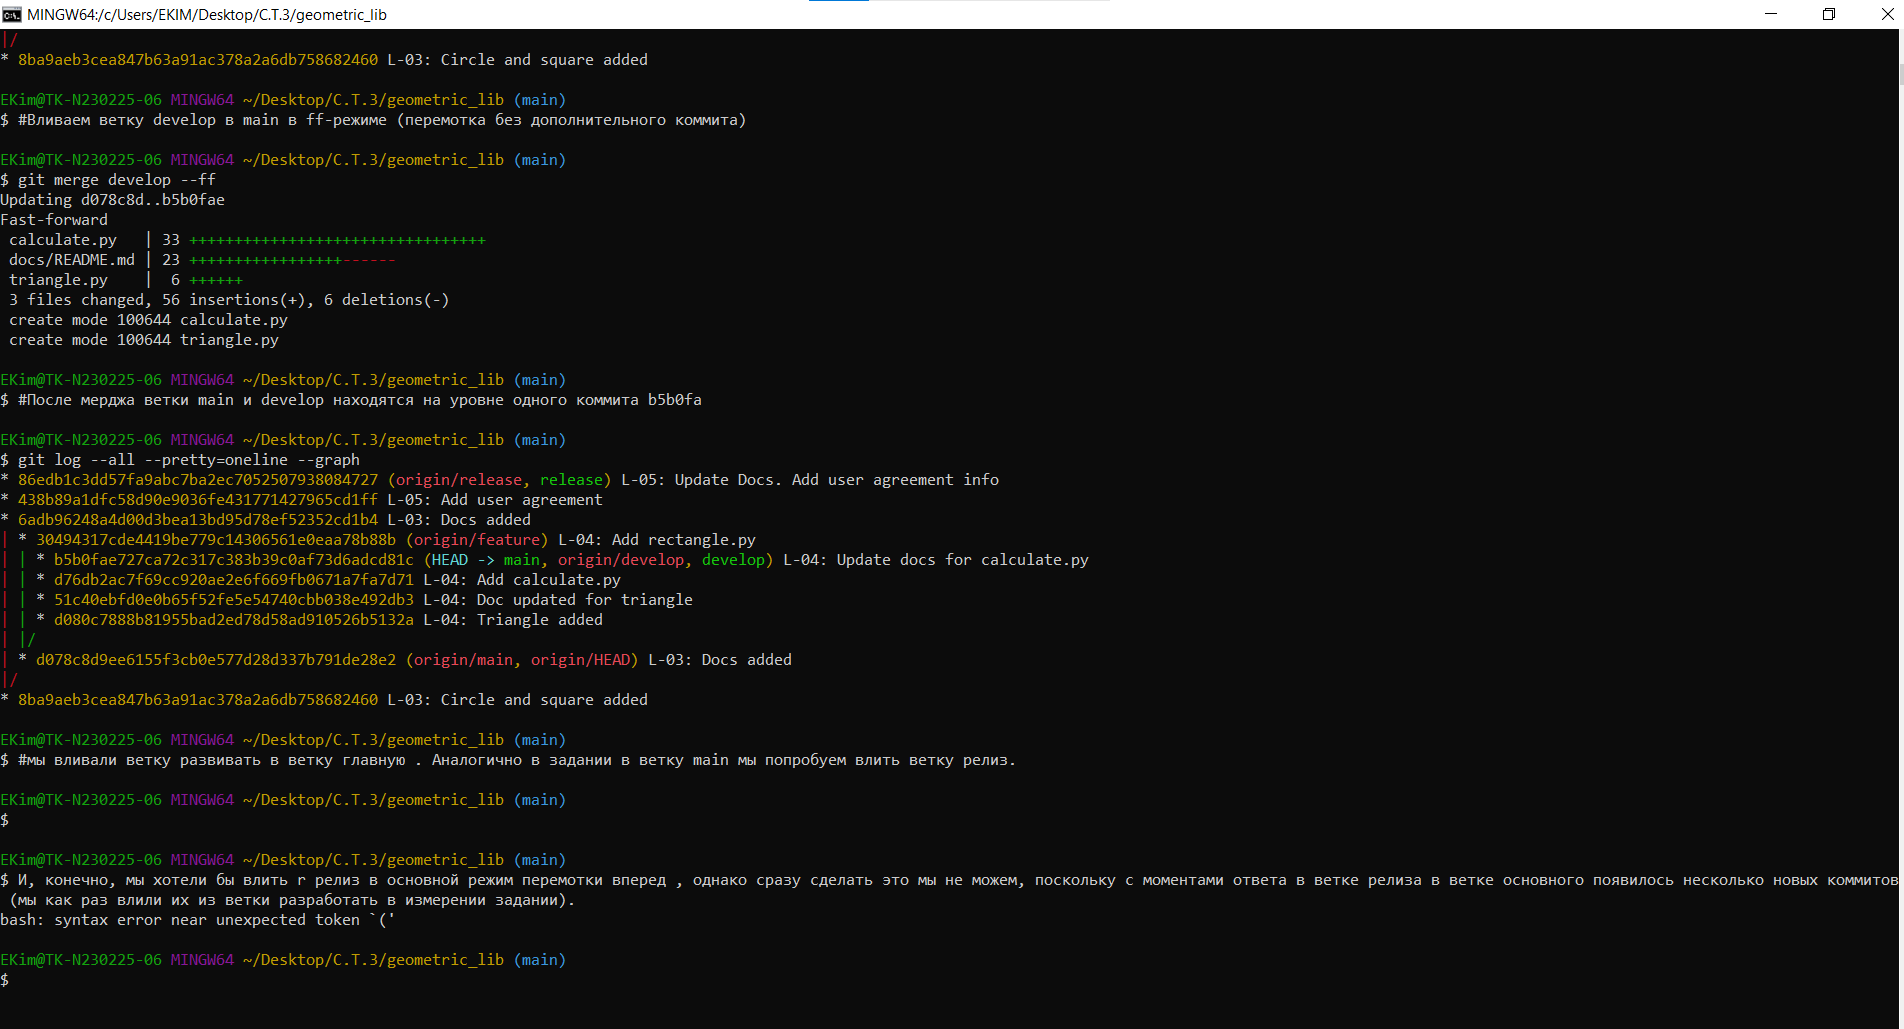 MINGW64:/c/Users/EKIM/Desktop/C.T.3/geometric_lib
|/
* 8ba9aeb3cea847b63a91ac378a2a6db758682460 L-03: Circle and square added
EKim@TK-N230225-06 MINGW64 ~/Desktop/C.T.3/geometric_lib (main)
$ #Вливаем ветку develop в main в ff-режиме (перемотка без дополнительного коммита)
EKim@TK-N230225-06 MINGW64 ~/Desktop/C.T.3/geometric_lib (main)
$ git merge develop --ff
Updating d078c8d..b5b0fae
Fast-forward
 calculate.py   | 33 +++++++++++++++++++++++++++++++++
 docs/README.md | 23 +++++++++++++++++------
 triangle.py    |  6 ++++++
 3 files changed, 56 insertions(+), 6 deletions(-)
 create mode 100644 calculate.py
 create mode 100644 triangle.py
EKim@TK-N230225-06 MINGW64 ~/Desktop/C.T.3/geometric_lib (main)
$ #После мерджа ветки main и develop находятся на уровне одного коммита b5b0fa
EKim@TK-N230225-06 MINGW64 ~/Desktop/C.T.3/geometric_lib (main)
$ git log --all --pretty=oneline --graph
* 86edb1c3dd57fa9abc7ba2ec7052507938084727 (origin/release, release) L-05: Update Docs. Add user agreement info
* 438b89a1dfc58d90e9036fe431771427965cd1ff L-05: Add user agreement
* 6adb96248a4d00d3bea13bd95d78ef52352cd1b4 L-03: Docs added
| * 30494317cde4419be779c14306561e0eaa78b88b (origin/feature) L-04: Add rectangle.py
| | * b5b0fae727ca72c317c383b39c0af73d6adcd81c (HEAD -> main, origin/develop, develop) L-04: Update docs for calculate.py
| | * d76db2ac7f69cc920ae2e6f669fb0671a7fa7d71 L-04: Add calculate.py
| | * 51c40ebfd0e0b65f52fe5e54740cbb038e492db3 L-04: Doc updated for triangle
| | * d080c7888b81955bad2ed78d58ad910526b5132a L-04: Triangle added
| |/
| * d078c8d9ee6155f3cb0e577d28d337b791de28e2 (origin/main, origin/HEAD) L-03: Docs added
|/
* 8ba9aeb3cea847b63a91ac378a2a6db758682460 L-03: Circle and square added
EKim@TK-N230225-06 MINGW64 ~/Desktop/C.T.3/geometric_lib (main)
$ #мы вливали ветку развивать в ветку главную . Аналогично в задании в ветку main мы попробуем влить ветку релиз.
EKim@TK-N230225-06 MINGW64 ~/Desktop/C.T.3/geometric_lib (main)
$
EKim@TK-N230225-06 MINGW64 ~/Desktop/C.T.3/geometric_lib (main)
$ И, конечно, мы хотели бы влить r релиз в основной режим перемотки вперед , однако сразу сделать это мы не можем, поскольку с моментами ответа в ветке релиза в ветке основного появилось несколько новых коммитов
 (мы как раз влили их из ветки разработать в измерении задании).
bash: syntax error near unexpected token `('
EKim@TK-N230225-06 MINGW64 ~/Desktop/C.T.3/geometric_lib (main)
$